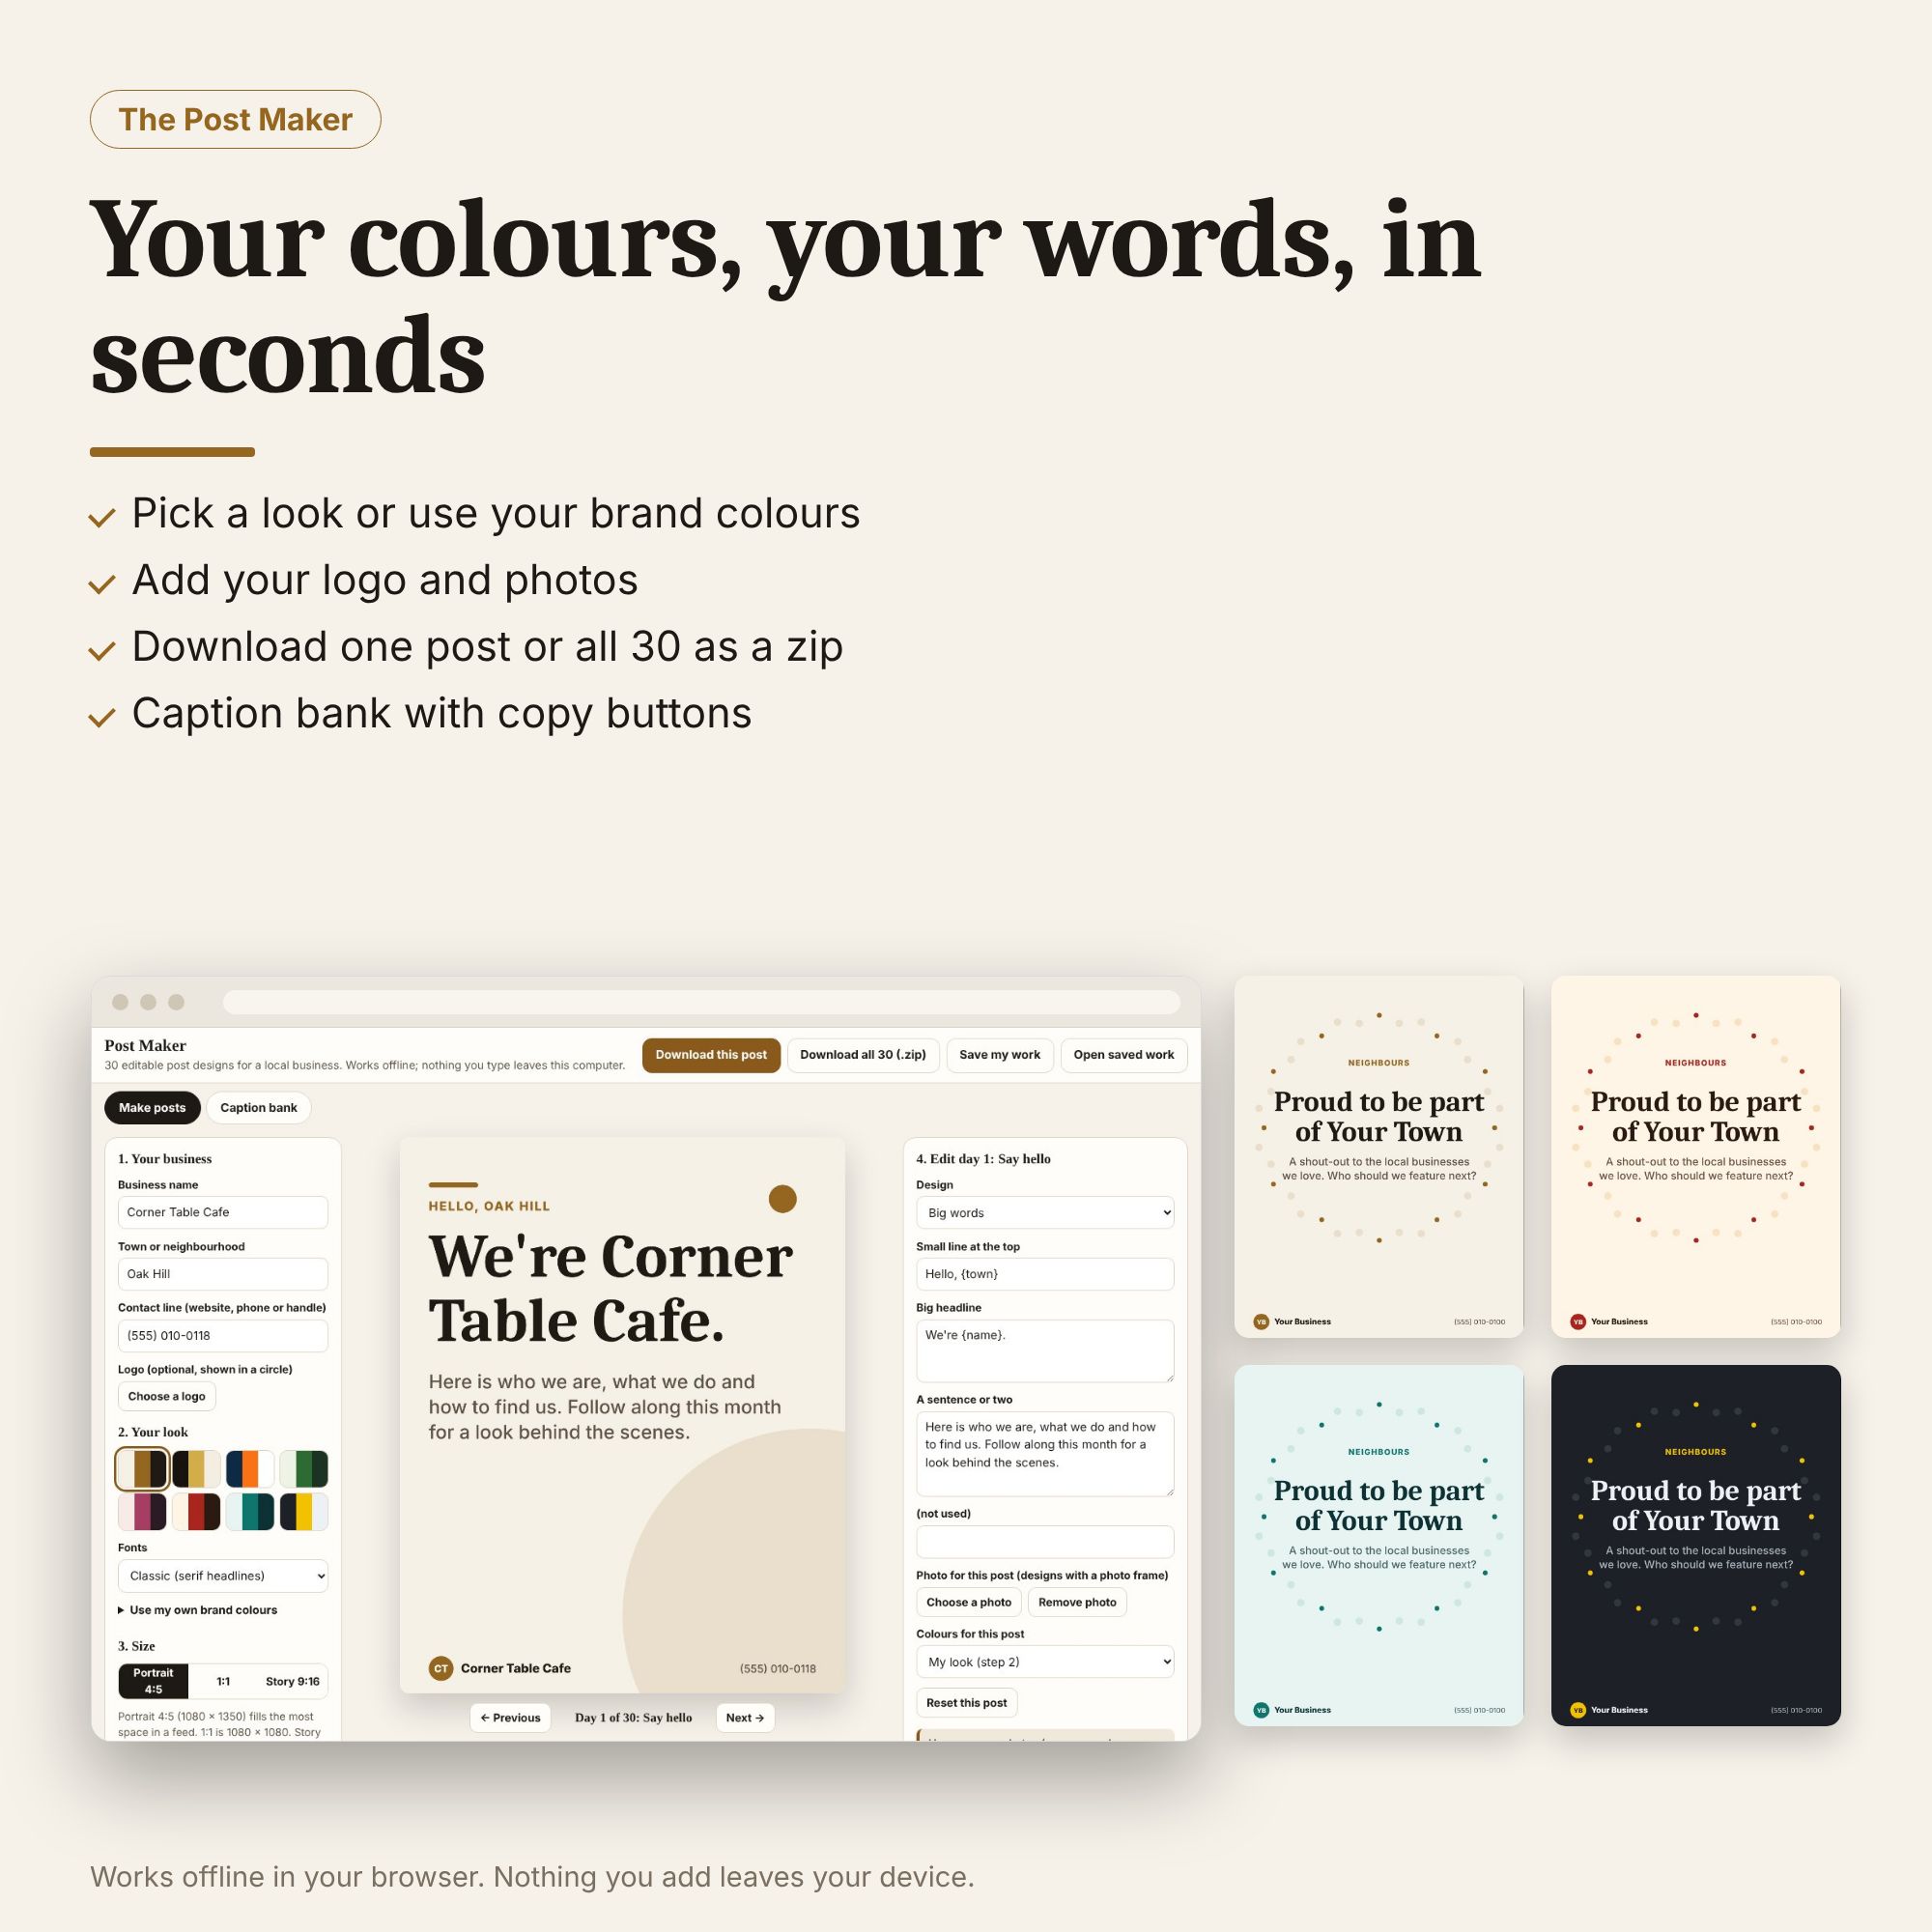 The Post Maker
Your colours, your words, in
seconds
Pick a look or use your brand colours
Add your logo and photos
Download one post or all 30 as a zip
Caption bank with copy buttons
Post Maker
30 editable post designs for a local business. Works offline; nothing you type leaves this computer.
Download this post
Download all 30 (.zip)
Save my work
Open saved work
Make posts
Caption bank
1. Your business
Business name
Corner Table Cafe
Town or neighbourhood
Oak Hill
Contact line (website, phone or handle)
(555) 010-0118
Logo (optional, shown in a circle)
Choose a logo
2. Your look
Fonts
Classic (serif headlines)
Use my own brand colours
3. Size
Portrait
4:5
1:1
Story 9:16
Portrait 4:5 (1080 × 1350) fills the most
space in a feed. 1:1 is 1080 × 1080. Story
HELLO, OAK HILL
We're Corner
Table Cafe.
Here is who we are, what we do and
how to find us. Follow along this month
for a look behind the scenes.
CT
Corner Table Cafe
(555) 010-0118
← Previous
Day 1 of 30: Say hello
Next →
4. Edit day 1: Say hello
Design
Big words
Small line at the top
Hello, {town}
Big headline
We're {name}.
A sentence or two
Here is who we are, what we do and how
to find us. Follow along this month for a
look behind the scenes.
(not used)
Photo for this post (designs with a photo frame)
Choose a photo
Remove photo
Colours for this post
My look (step 2)
Reset this post
NEIGHBOURS
Proud to be part
of Your Town
A shout-out to the local businesses
we love. Who should we feature next?
YB
Your Business
(555) 010-0100
NEIGHBOURS
Proud to be part
of Your Town
A shout-out to the local businesses
we love. Who should we feature next?
YB
Your Business
(555) 010-0100
NEIGHBOURS
Proud to be part
of Your Town
A shout-out to the local businesses
we love. Who should we feature next?
YB
Your Business
(555) 010-0100
NEIGHBOURS
Proud to be part
of Your Town
A shout-out to the local businesses
we love. Who should we feature next?
YB
Your Business
(555) 010-0100
Works offline in your browser. Nothing you add leaves your device.